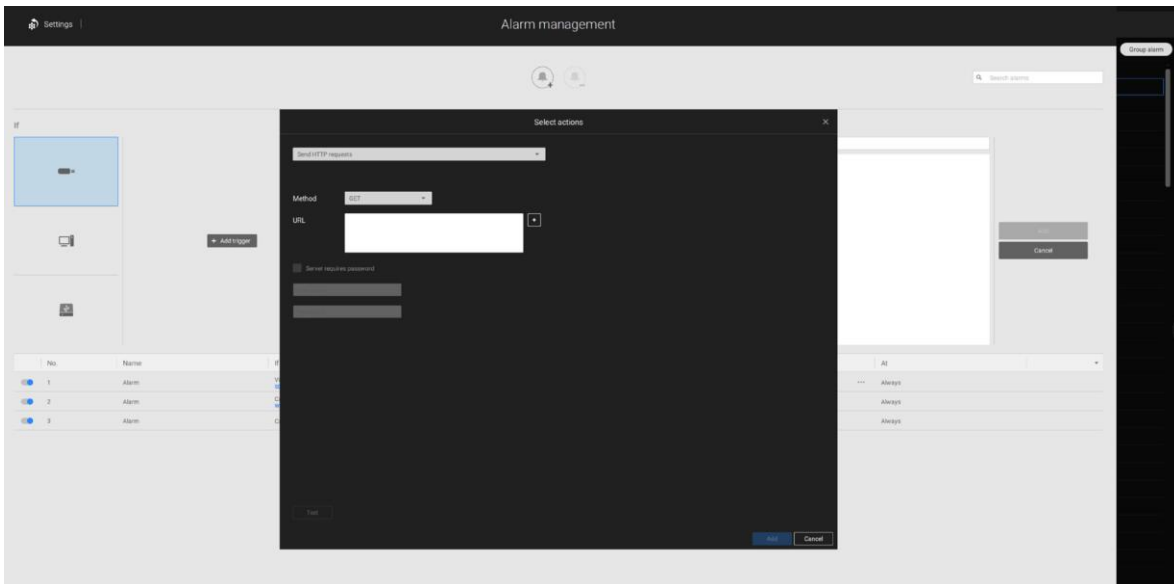 Settings
Alarm management
Group alarm
Search alarms
If
Select actions
Send HTTP requests
Method GET
URL
+ Add trigger
Server requires password
Cancel
No. Name If At
1 Alarm Always
2 Alarm Always
3 Alarm Always
Test
Add Cancel